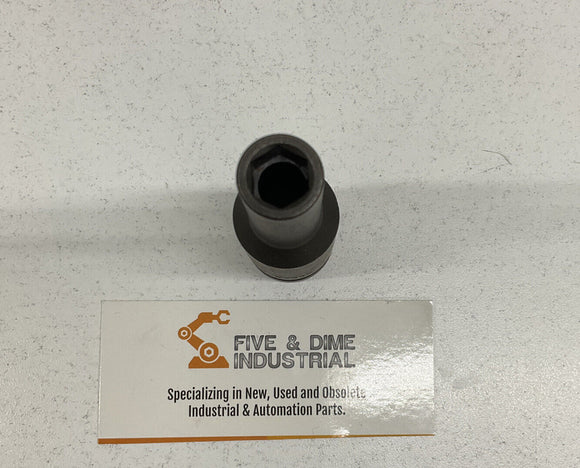 FIVE & DIME
INDUSTRIAL
Specializing in New, Used and Obsolete
Industrial & Automation Parts.